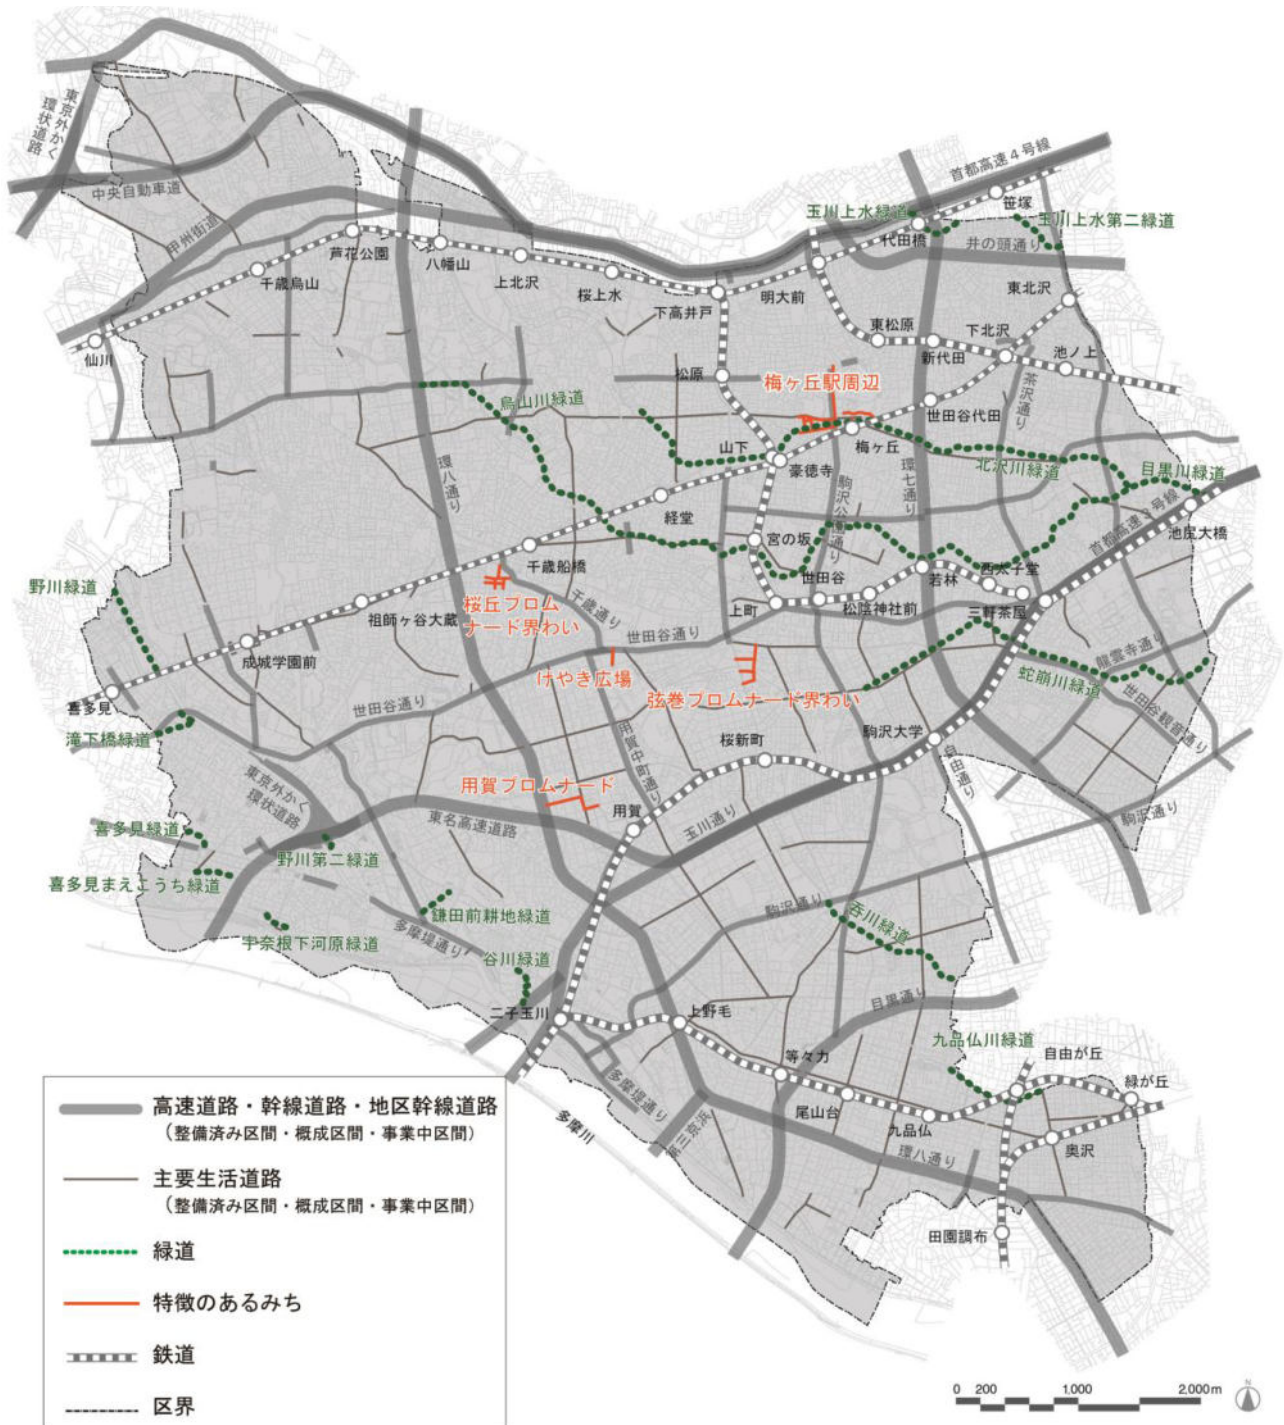 東京外かく
環状道路
中央自動車道
甲州街道
首都高速4号線
玉川上水緑道
笹塚
玉川上水第二緑道
代田橋
井の頭通り
芦花公園
八幡山
千歳烏山
上北沢
桜上水
下高井戸
明大前
東北沢
仙川
東松原
下北沢
新代田
池ノ上
松原
梅ヶ丘駅周辺
茶沢通り
烏山川緑道
世田谷代田
山下
梅ヶ丘
環八通り
豪徳寺
環七通り
北沢川緑道
目黒川緑道
駒沢公園通り
首都高速3号線
経堂
宮の坂
池尻大橋
千歳船橋
世田谷
若林
西太子堂
野川緑道
桜丘プロム
ナード界わい
千歳通り
祖師ヶ谷大蔵
上町
松陰神社前
三軒茶屋
世田谷通り
成城学園前
けやき広場
龍雲寺通り
蛇崩川緑道
弦巻プロムナード界わい
世田谷観音通り
喜多見
世田谷通り
滝下橋緑道
用賀中町通り
桜新町
駒沢大学
自由通り
東京外かく
環状道路
用賀プロムナード
用賀
玉川通り
駒沢通り
東名高速道路
喜多見緑道
野川第二緑道
喜多見まえこうち緑道
鎌田前耕地緑道
駒沢通り
呑川緑道
宇奈根下河原緑道
多摩堤通り
谷川緑道
二子玉川
上野毛
目黒通り
九品仏川緑道
自由が丘
等々力
緑が丘
多摩堤通り
尾山台
九品仏
多摩川
第三京浜
環八通り
奥沢
田園調布
高速道路・幹線道路・地区幹線道路
（整備済み区間・概成区間・事業中区間）
主要生活道路
（整備済み区間・概成区間・事業中区間）
緑道
特徴のあるみち
鉄道
区界
0 200 1,000 2,000m
N